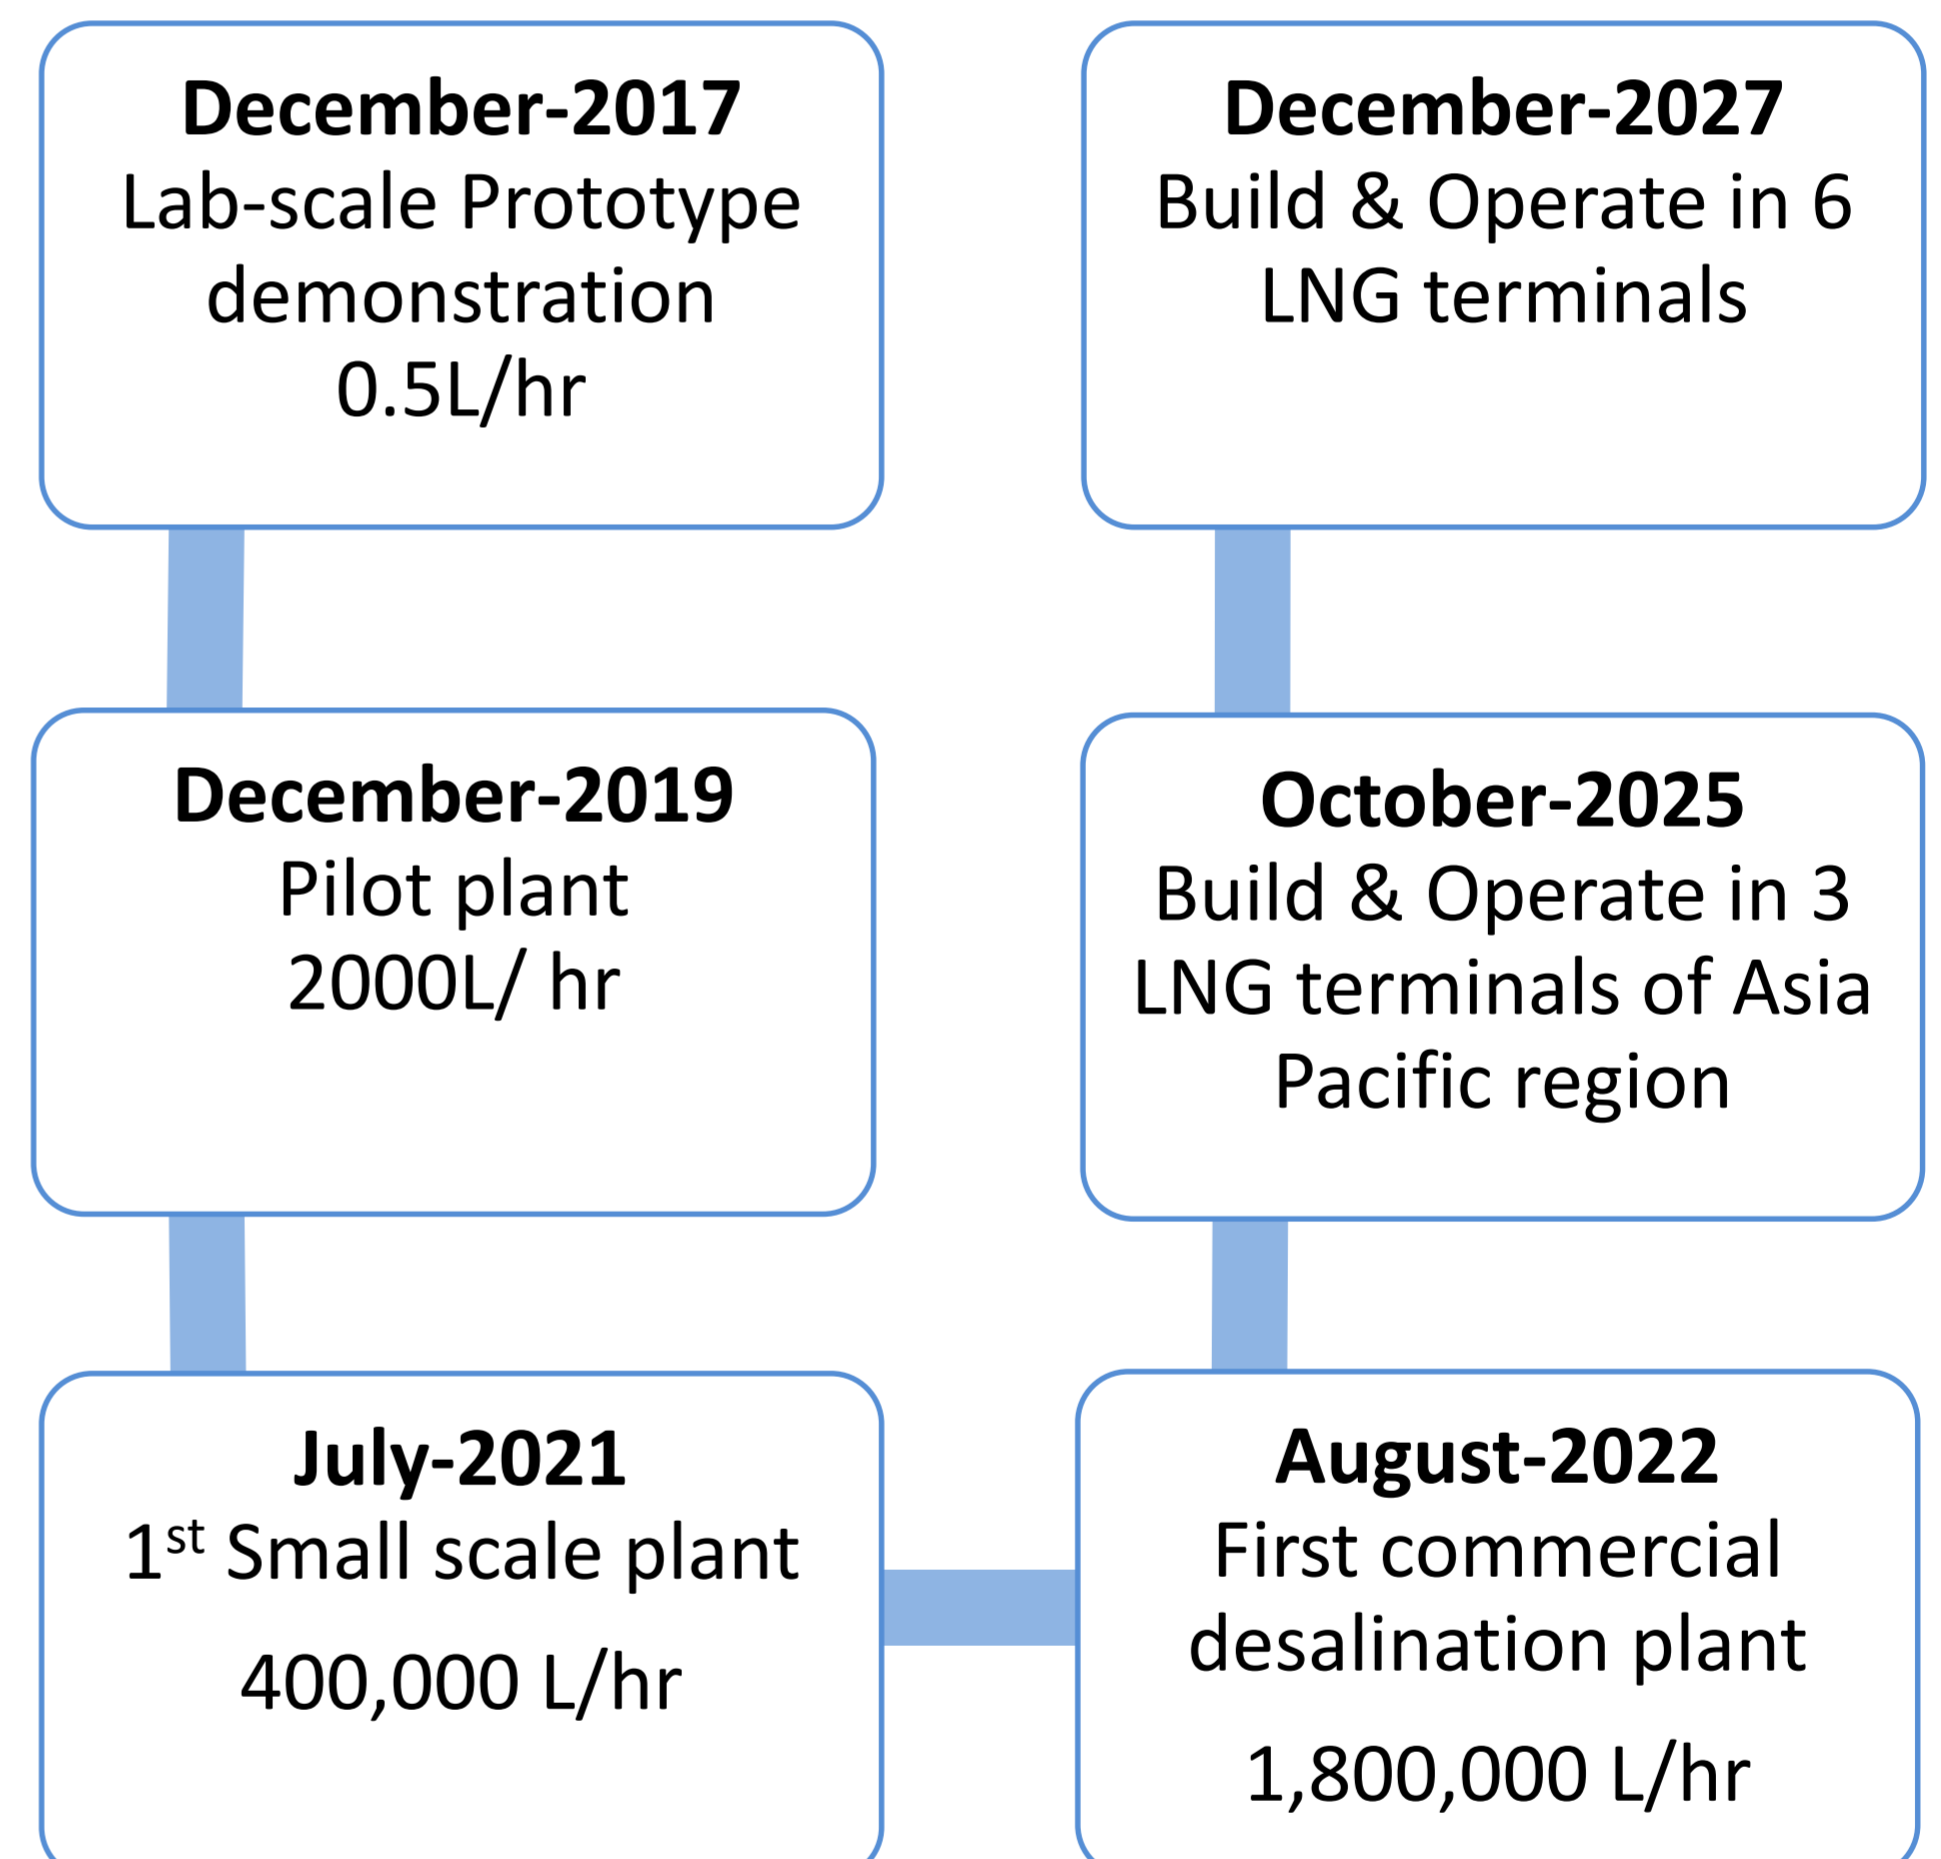 December-2017
Lab-scale Prototype
demonstration
0.5L/hr
December-2019
Pilot plant
2000L/ hr
July-2021
1st Small scale plant
400,000 L/hr
August-2022
First commercial
desalination plant
1,800,000 L/hr
October-2025
Build & Operate in 3
LNG terminals of Asia
Pacific region
December-2027
Build & Operate in 6
LNG terminals